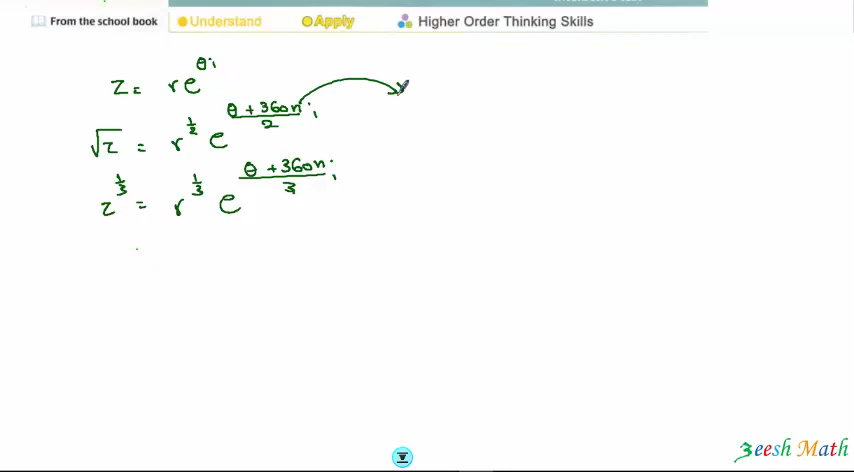 From the school book Understand Apply Higher Order Thinking Skills
z = re^{θi}
√z = r^{1/2} e^{(θ + 360n)/2 i}
z^{1/3} = r^{1/3} e^{(θ + 360n)/3 i}
Zeesh Math